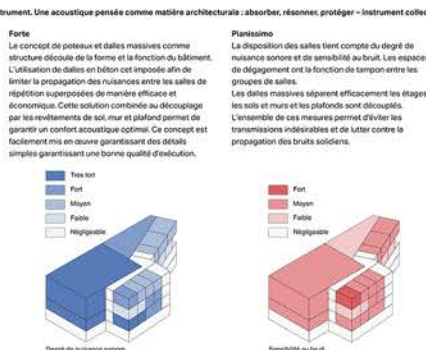 strument. Une acoustique pensée comme matière architecturale : absorber, résonner, protéger – instrument collec
Forte
Le concept de poteaux et dalles massives comme
structure découle de la forme et la fonction du bâtiment.
L'utilisation de dalles en béton cet imposée afin de
limiter la propagation des nuisances entre les salles de
répétition superposées de manière efficace et
économique. Cette solution combinée au découplage
par les revêtements de sol, mur et plafond permet de
garantir un confort acoustique optimal. Ce concept est
facilement mis en œuvre garantissant des détails
simples garantissant une bonne qualité d'exécution.
Très fort
Fort
Moyen
Faible
Négligeable
Degré de nuisance sonore
Pianissimo
La disposition des salles tient compte du degré de
nuisance sonore et de sensibilité au bruit. Les espaces
de dégagement ont la fonction de tampon entre les
groupes de salles.
Les dalles massives séparent efficacement les étages
les sols et murs et les plafonds sont découplés.
L'ensemble de ces mesures permet d'éviter les
transmissions indésirables et de lutter contre la
propagation des bruits solidiens.
Fort
Moyen
Faible
Négligeable
Sensibilité au bruit